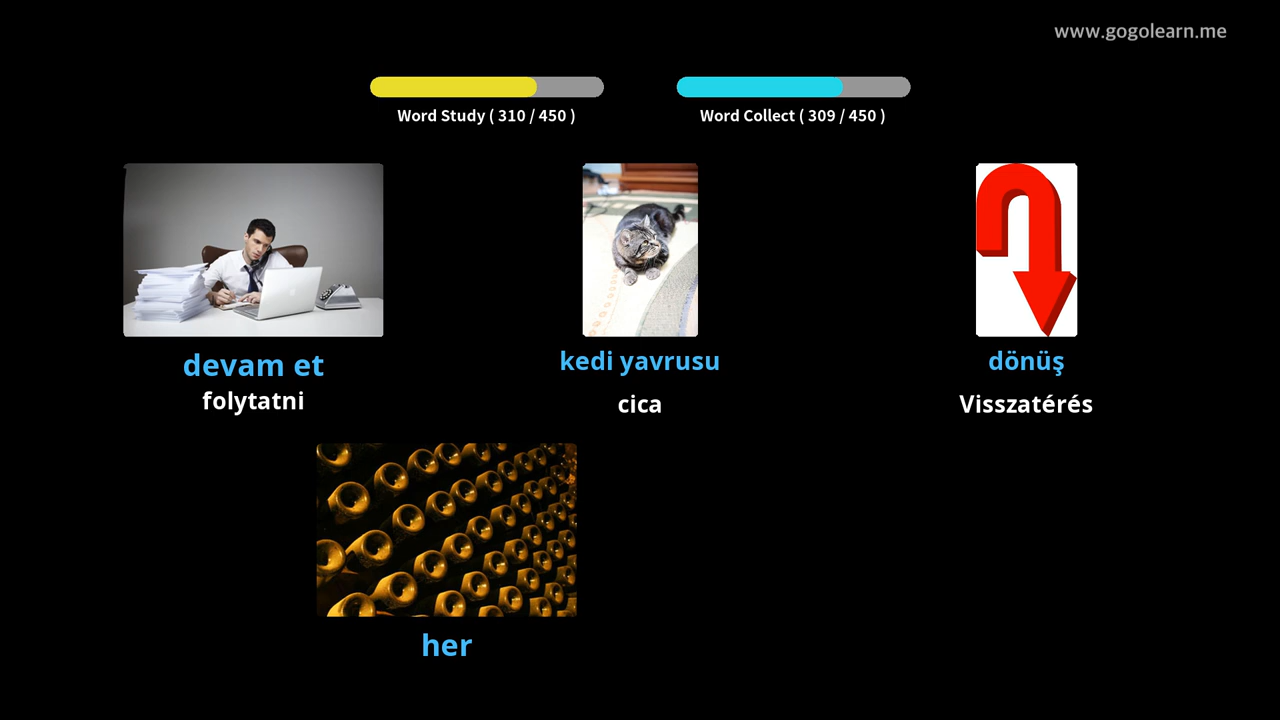 www.gogolearn.me
Word Study ( 310 / 450 )
Word Collect ( 309 / 450 )
devam et
folytatni
kedi yavrusu
cica
dönüş
Visszatérés
her